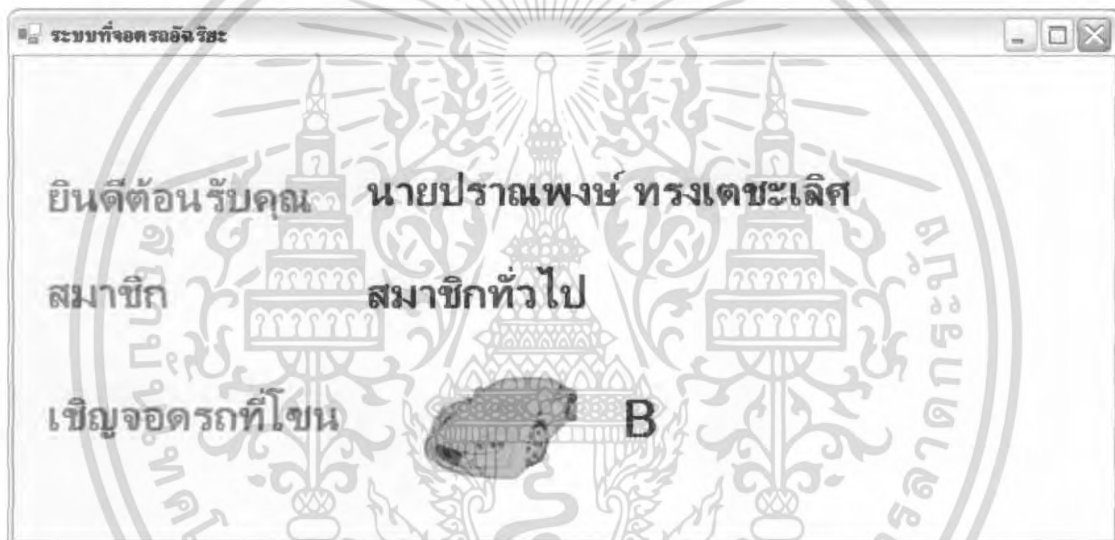 ระบบที่จอดรถอัจริยะ
ยินดีต้อนรับคุณ นายปราณพงษ์ ทรงเตชะเลิศ
สมาชิก สมาชิกทั่วไป
เชิญจอดรถที่โซน B